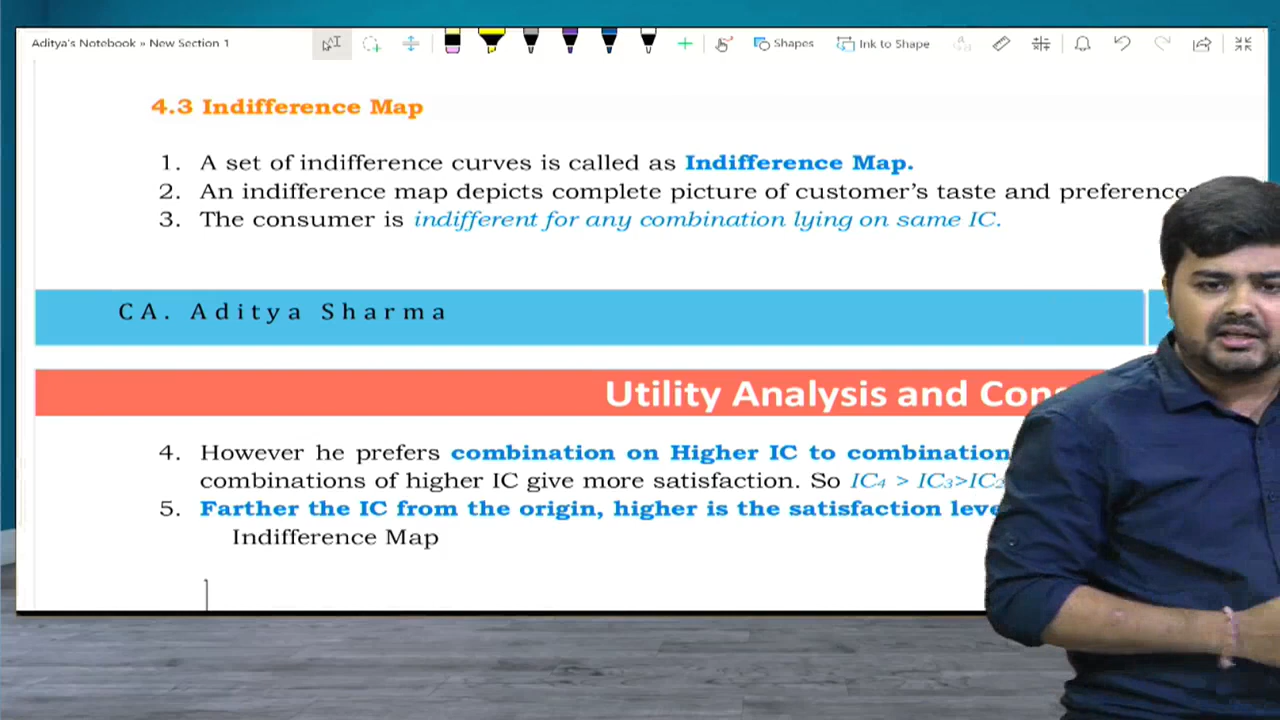 Aditya's Notebook » New Section 1
Shapes
Ink to Shape
4.3 Indifference Map
1. A set of indifference curves is called as Indifference Map.
2. An indifference map depicts complete picture of customer's taste and preferences
3. The consumer is indifferent for any combination lying on same IC.
CA. Aditya Sharma
Utility Analysis and
4. However he prefers combination on Higher IC to combination
combinations of higher IC give more satisfaction. So IC₄ > IC₃>IC₂
5. Farther the IC from the origin, higher is the satisfaction
Indifference Map